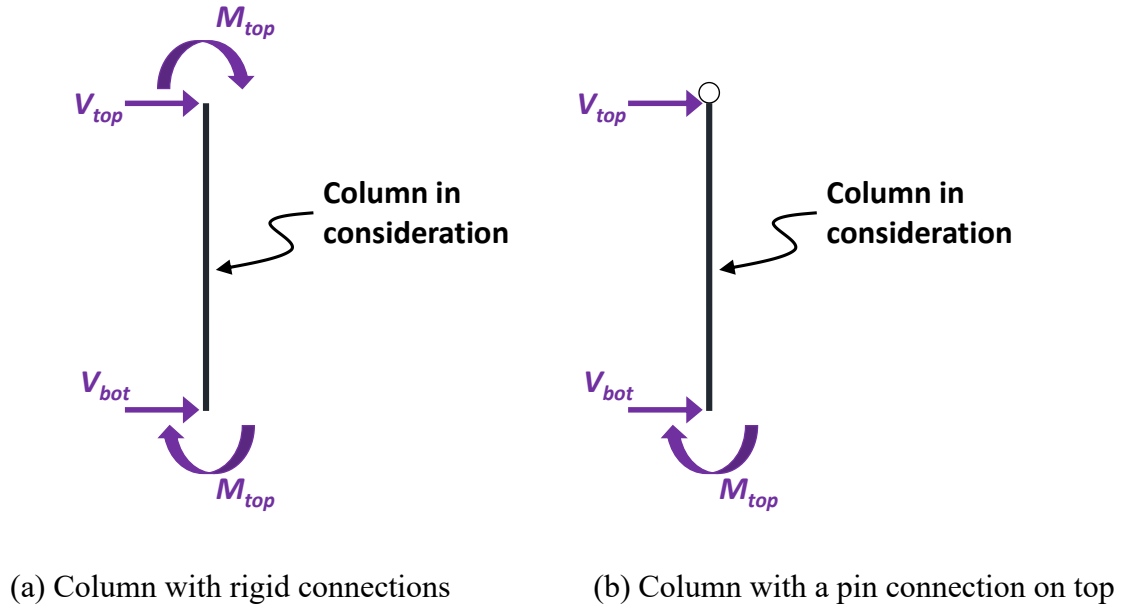 M_top
V_top
Column in
consideration
V_bot
M_top
(a) Column with rigid connections
V_top
Column in
consideration
V_bot
M_top
(b) Column with a pin connection on top